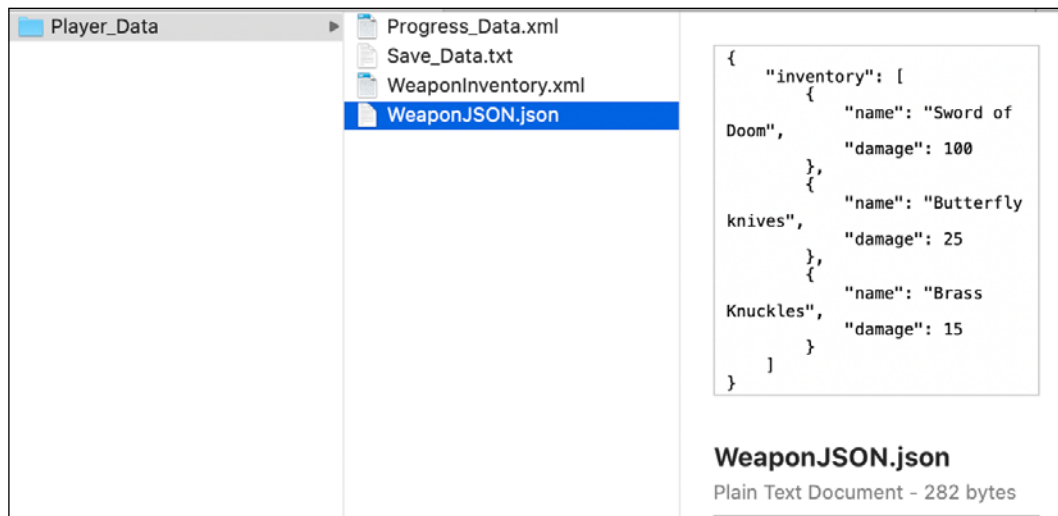 Player_Data
Progress_Data.xml
Save_Data.txt
WeaponInventory.xml
WeaponJSON.json
{
    "inventory": [
        {
            "name": "Sword of
Doom",
            "damage": 100
        },
        {
            "name": "Butterfly
knives",
            "damage": 25
        },
        {
            "name": "Brass
Knuckles",
            "damage": 15
        }
    ]
}
WeaponJSON.json
Plain Text Document - 282 bytes